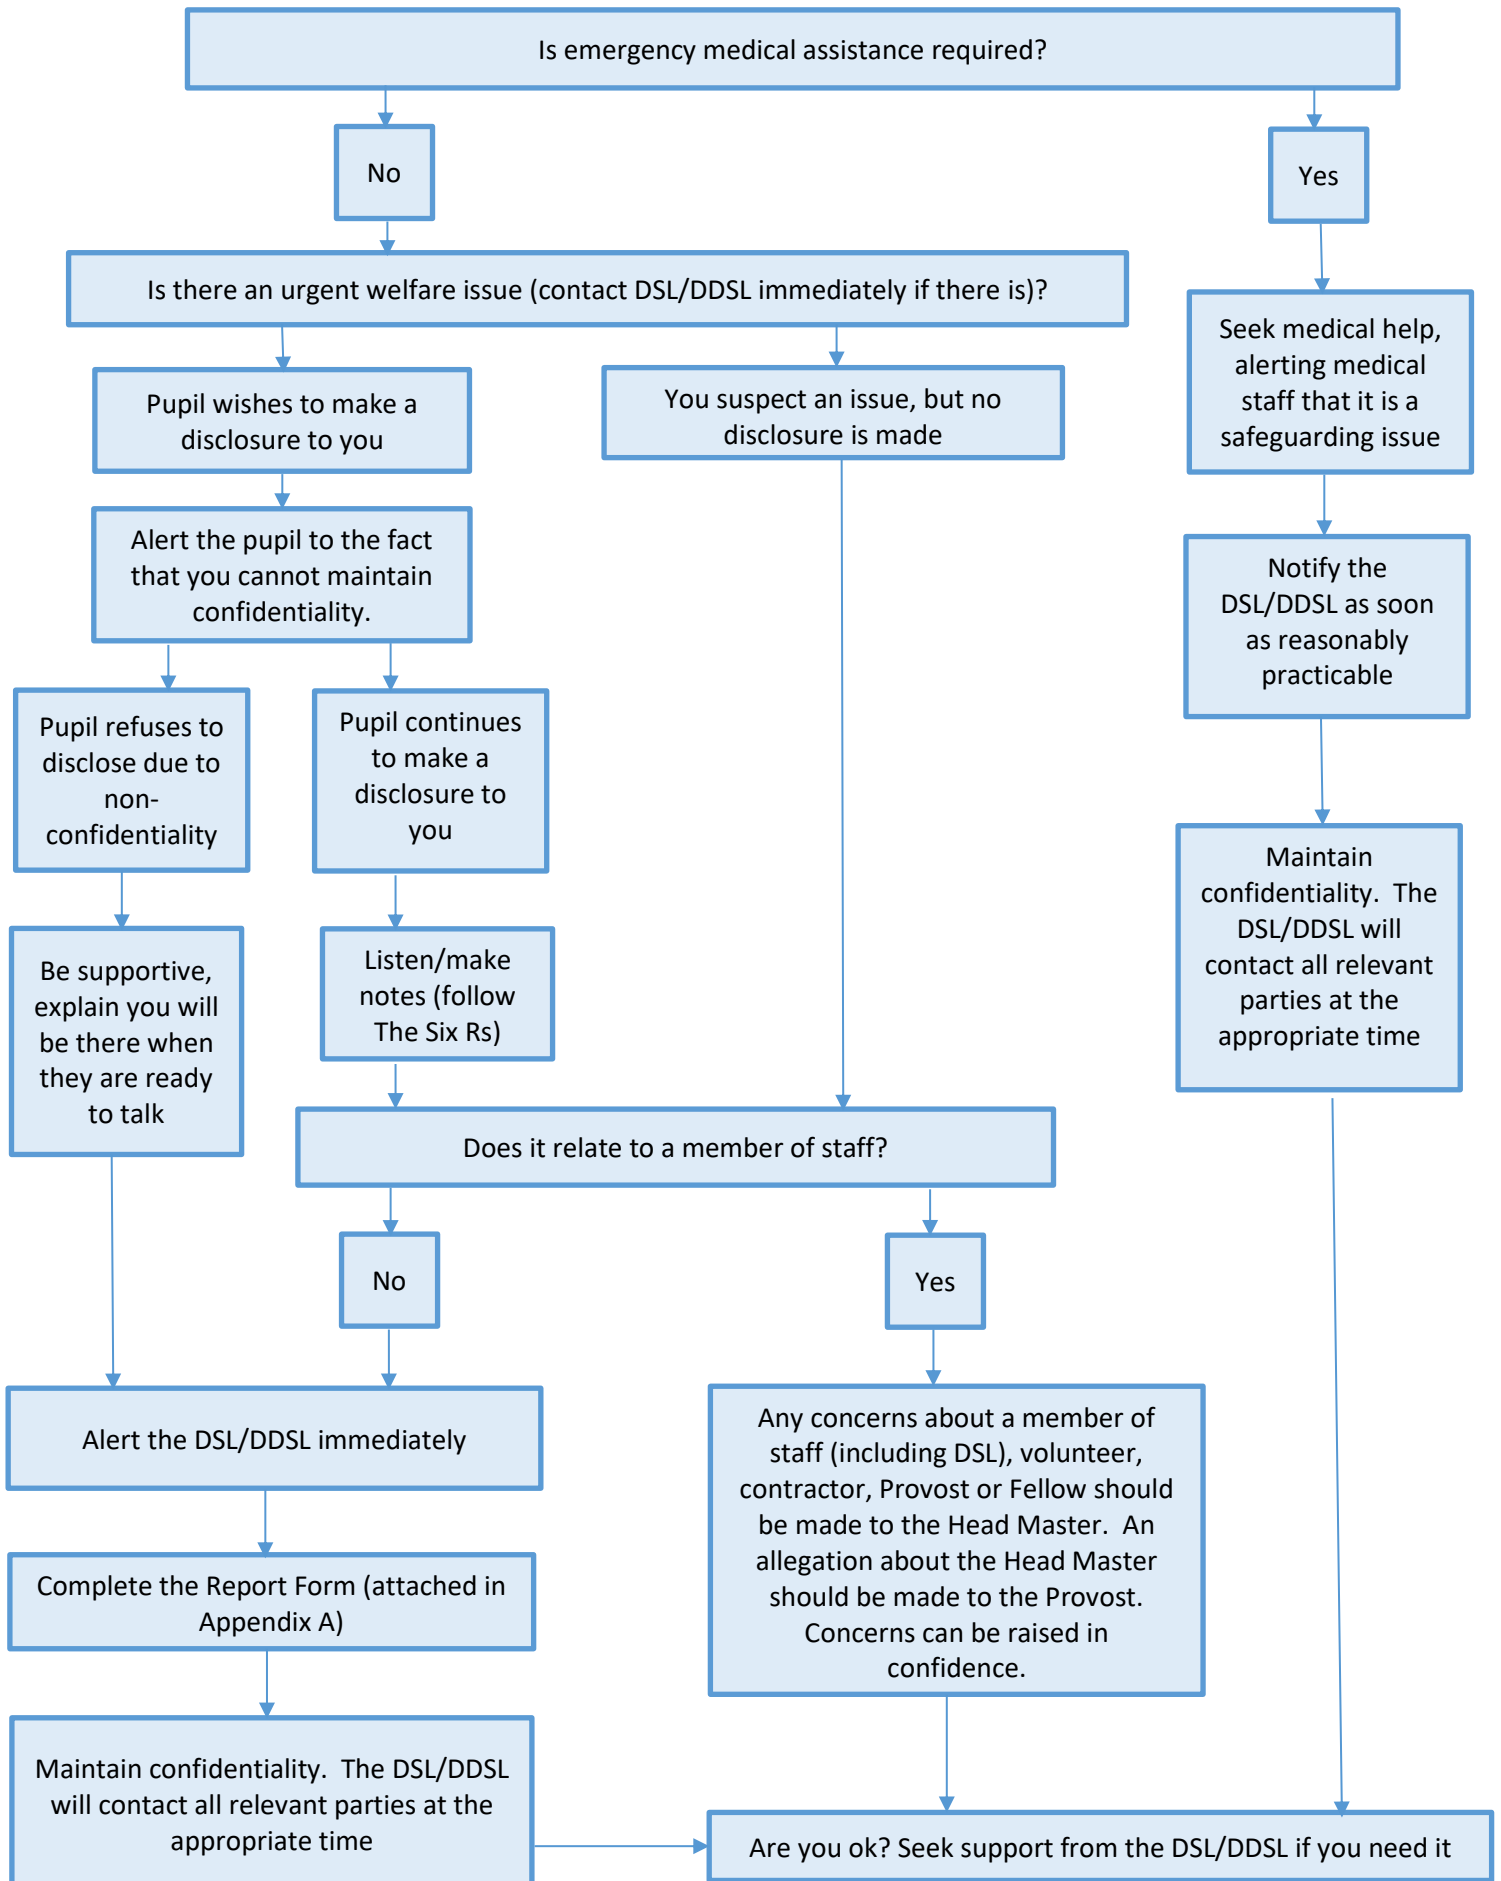 Is emergency medical assistance required?
No
Yes
Is there an urgent welfare issue (contact DSL/DDSL immediately if there is)?
Seek medical help,
alerting medical
staff that it is a
safeguarding issue
Pupil wishes to make a
disclosure to you
You suspect an issue, but no
disclosure is made
Alert the pupil to the fact
that you cannot maintain
confidentiality.
Notify the
DSL/DDSL as soon
as reasonably
practicable
Pupil refuses to
disclose due to
non-
confidentiality
Pupil continues
to make a
disclosure to
you
Maintain
confidentiality.  The
DSL/DDSL will
contact all relevant
parties at the
appropriate time
Be supportive,
explain you will
be there when
they are ready
to talk
Listen/make
notes (follow
The Six Rs)
Does it relate to a member of staff?
No
Yes
Alert the DSL/DDSL immediately
Any concerns about a member of
staff (including DSL), volunteer,
contractor, Provost or Fellow should
be made to the Head Master.  An
allegation about the Head Master
should be made to the Provost.
Concerns can be raised in
confidence.
Complete the Report Form (attached in
Appendix A)
Maintain confidentiality.  The DSL/DDSL
will contact all relevant parties at the
appropriate time
Are you ok? Seek support from the DSL/DDSL if you need it